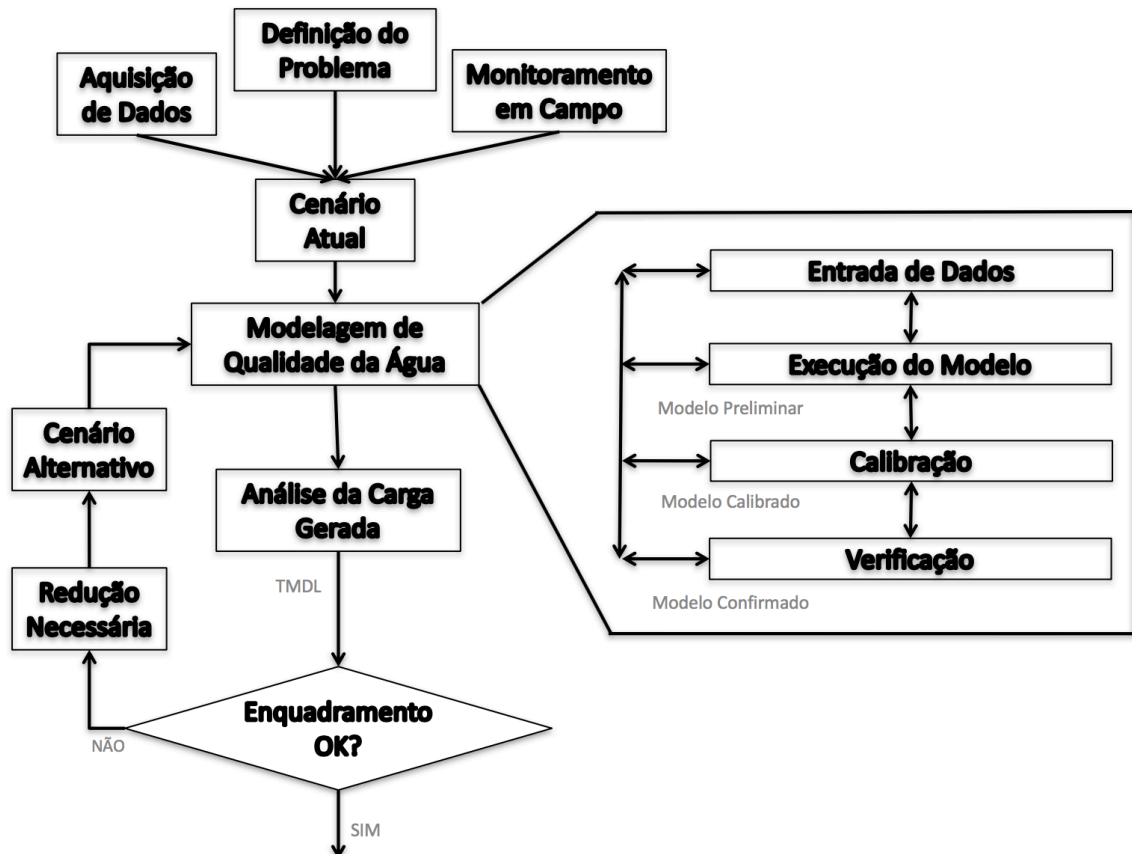 Definição do
Problema
Aquisição
de Dados
Monitoramento
em Campo
Cenário
Atual
Modelagem de
Qualidade da Água
Cenário
Alternativo
Análise da Carga
Gerada
TMDL
Redução
Necessária
Enquadramento
OK?
NÃO
SIM
Entrada de Dados
Execução do Modelo
Modelo Preliminar
Calibração
Modelo Calibrado
Verificação
Modelo Confirmado